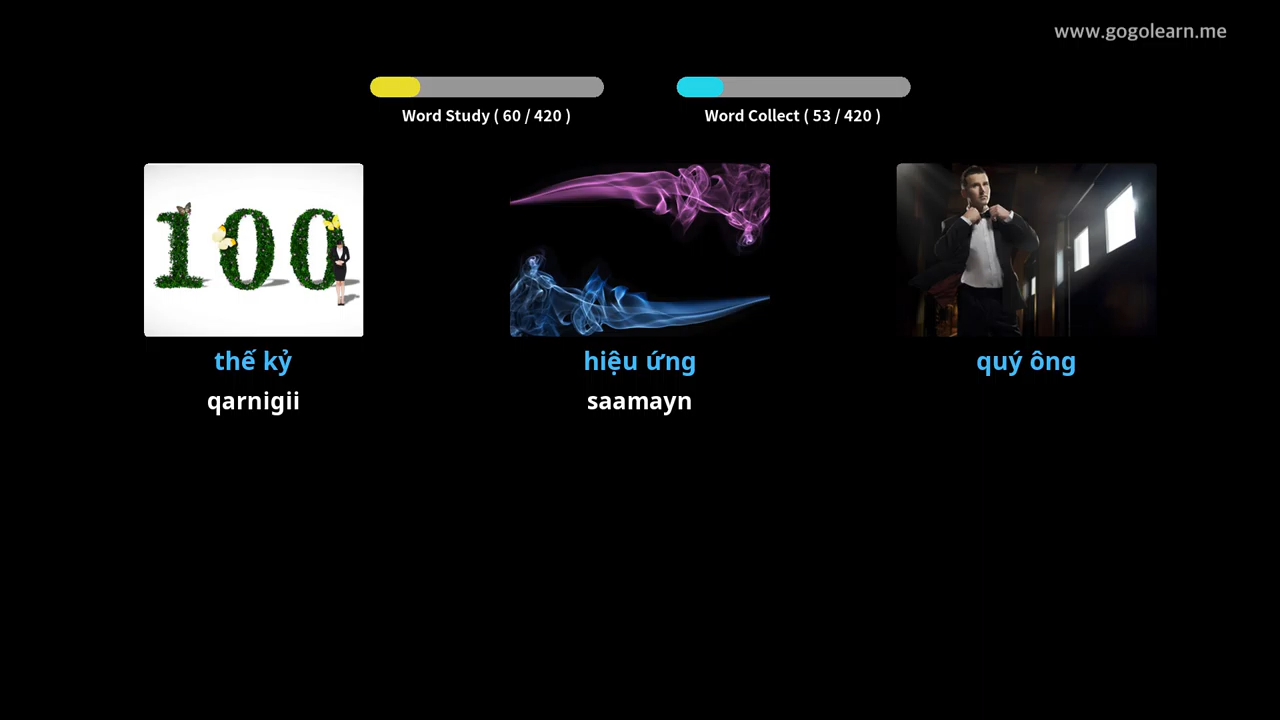 www.gogolearn.me
Word Study ( 60 / 420 )
Word Collect ( 53 / 420 )
100
thế kỷ
hiệu ứng
quý ông
qarnigii
saamayn